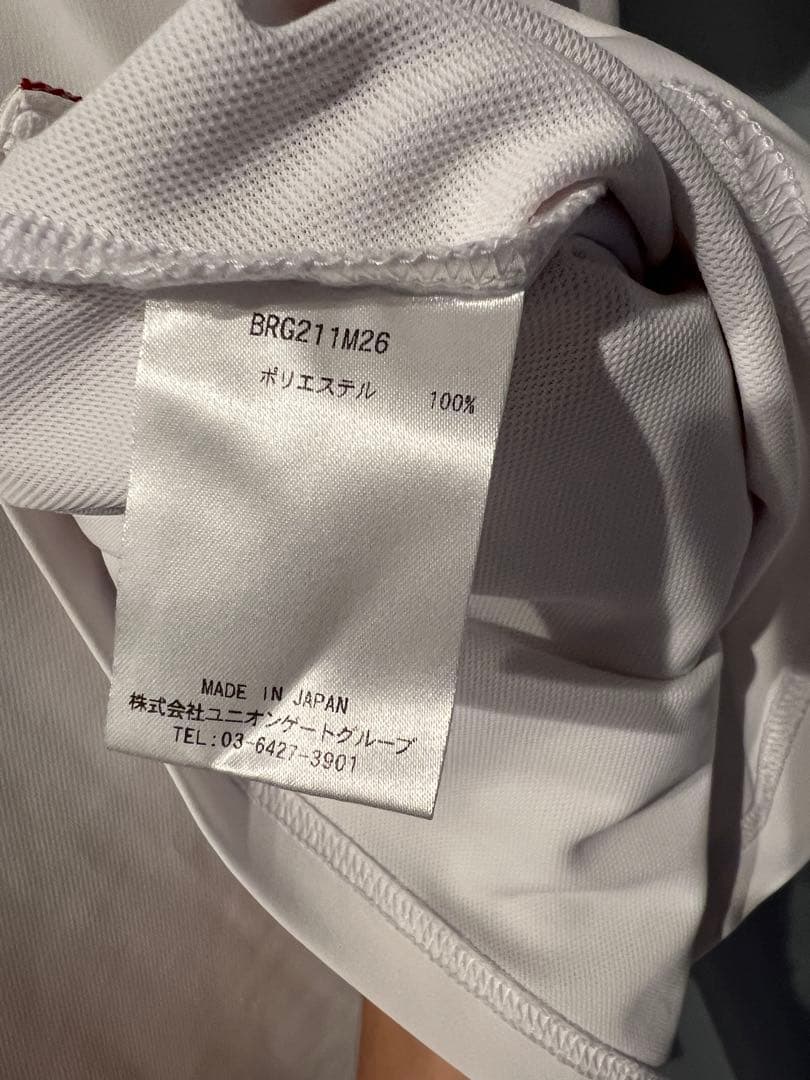 BRG211M26
ポリエステル 100%
MADE IN JAPAN
株式会社ユニオンゲートグループ
TEL:03-6427-3901